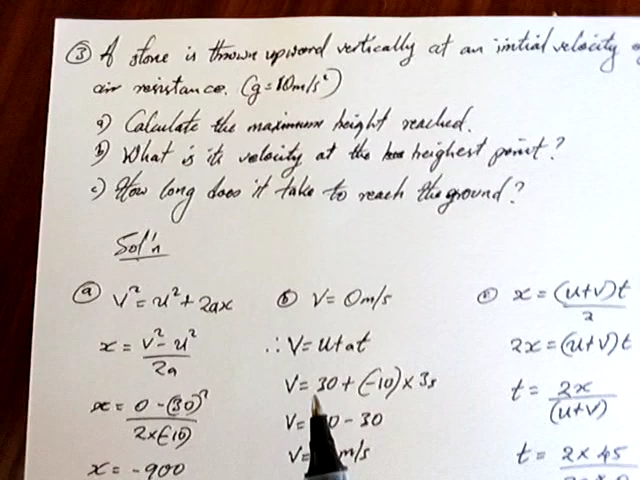 ③ A stone is thrown upward vertically at an initial velocity
air resistance. (g=10m/s²)
a) Calculate the maximum height reached.
b) What is its velocity at the heighest point?
c) How long does it take to reach the ground?
Sol'n
ⓐ V² = u² + 2ax
x = (V² - u²)/2a
x = (0 - (30)²)/(2x(-10))
x = -900
ⓑ V = 0m/s
∴ V = u+at
V = 30 + (-10) x 3s
V = - 30
V = m/s
ⓒ x = (u+v)t/2
2x = (u+v)t
t = 2x/(u+v)
t = 2 x 45